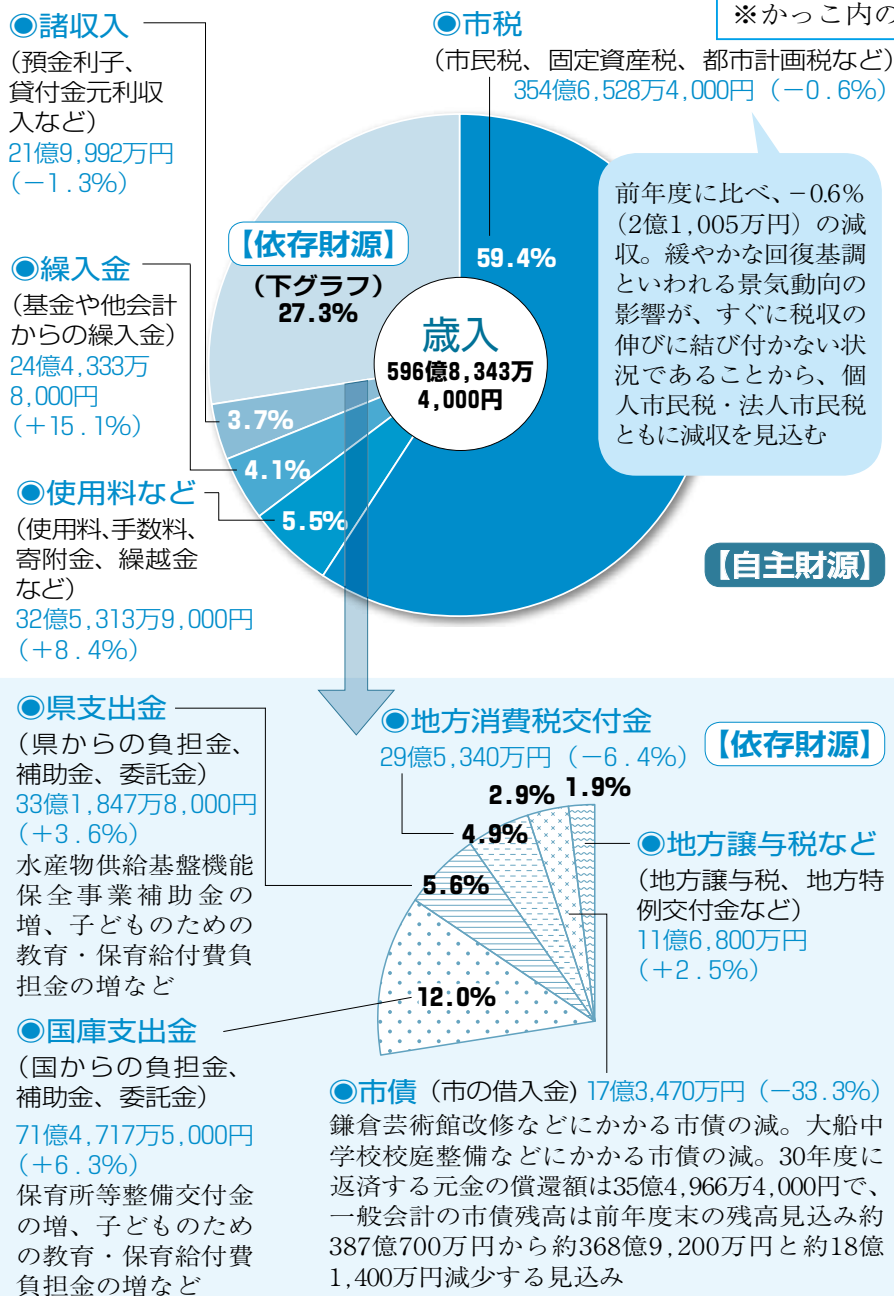 ※かっこ内の
◉諸収入
(預金利子、
貸付金元利収
入など)
21億9,992万円
(－1.3%)
◉市税
(市民税、固定資産税、都市計画税など)
354億6,528万4,000円（－0.6%）
前年度に比べ、－0.6%
（2億1,005万円）の減
収。緩やかな回復基調
といわれる景気動向の
影響が、すぐに税収の
伸びに結び付かない状
況であることから、個
人市民税・法人市民税
ともに減収を見込む
【依存財源】
(下グラフ)
27.3%
59.4%
歳入
596億8,343万
4,000円
◉繰入金
(基金や他会計
からの繰入金)
24億4,333万
8,000円
(＋15.1%)
3.7%
4.1%
5.5%
◉使用料など
(使用料、手数料、
寄附金、繰越金
など)
32億5,313万9,000円
(＋8.4%)
【自主財源】
◉県支出金
(県からの負担金、
補助金、委託金)
33億1,847万8,000円
(＋3.6%)
水産物供給基盤機能
保全事業補助金の
増、子どものための
教育・保育給付費負
担金の増など
◉地方消費税交付金
29億5,340万円（－6.4%）
【依存財源】
2.9%
1.9%
4.9%
5.6%
12.0%
◉地方譲与税など
(地方譲与税、地方特
例交付金など)
11億6,800万円
(＋2.5%)
◉国庫支出金
(国からの負担金、
補助金、委託金)
71億4,717万5,000円
(＋6.3%)
保育所等整備交付金
の増、子どものため
の教育・保育給付費
負担金の増など
◉市債 (市の借入金) 17億3,470万円（－33.3%）
鎌倉芸術館改修などにかかる市債の減。大船中
学校校庭整備などにかかる市債の減。30年度に
返済する元金の償還額は35億4,966万4,000円で、
一般会計の市債残高は前年度末の残高見込み約
387億700万円から約368億9,200万円と約18億
1,400万円減少する見込み